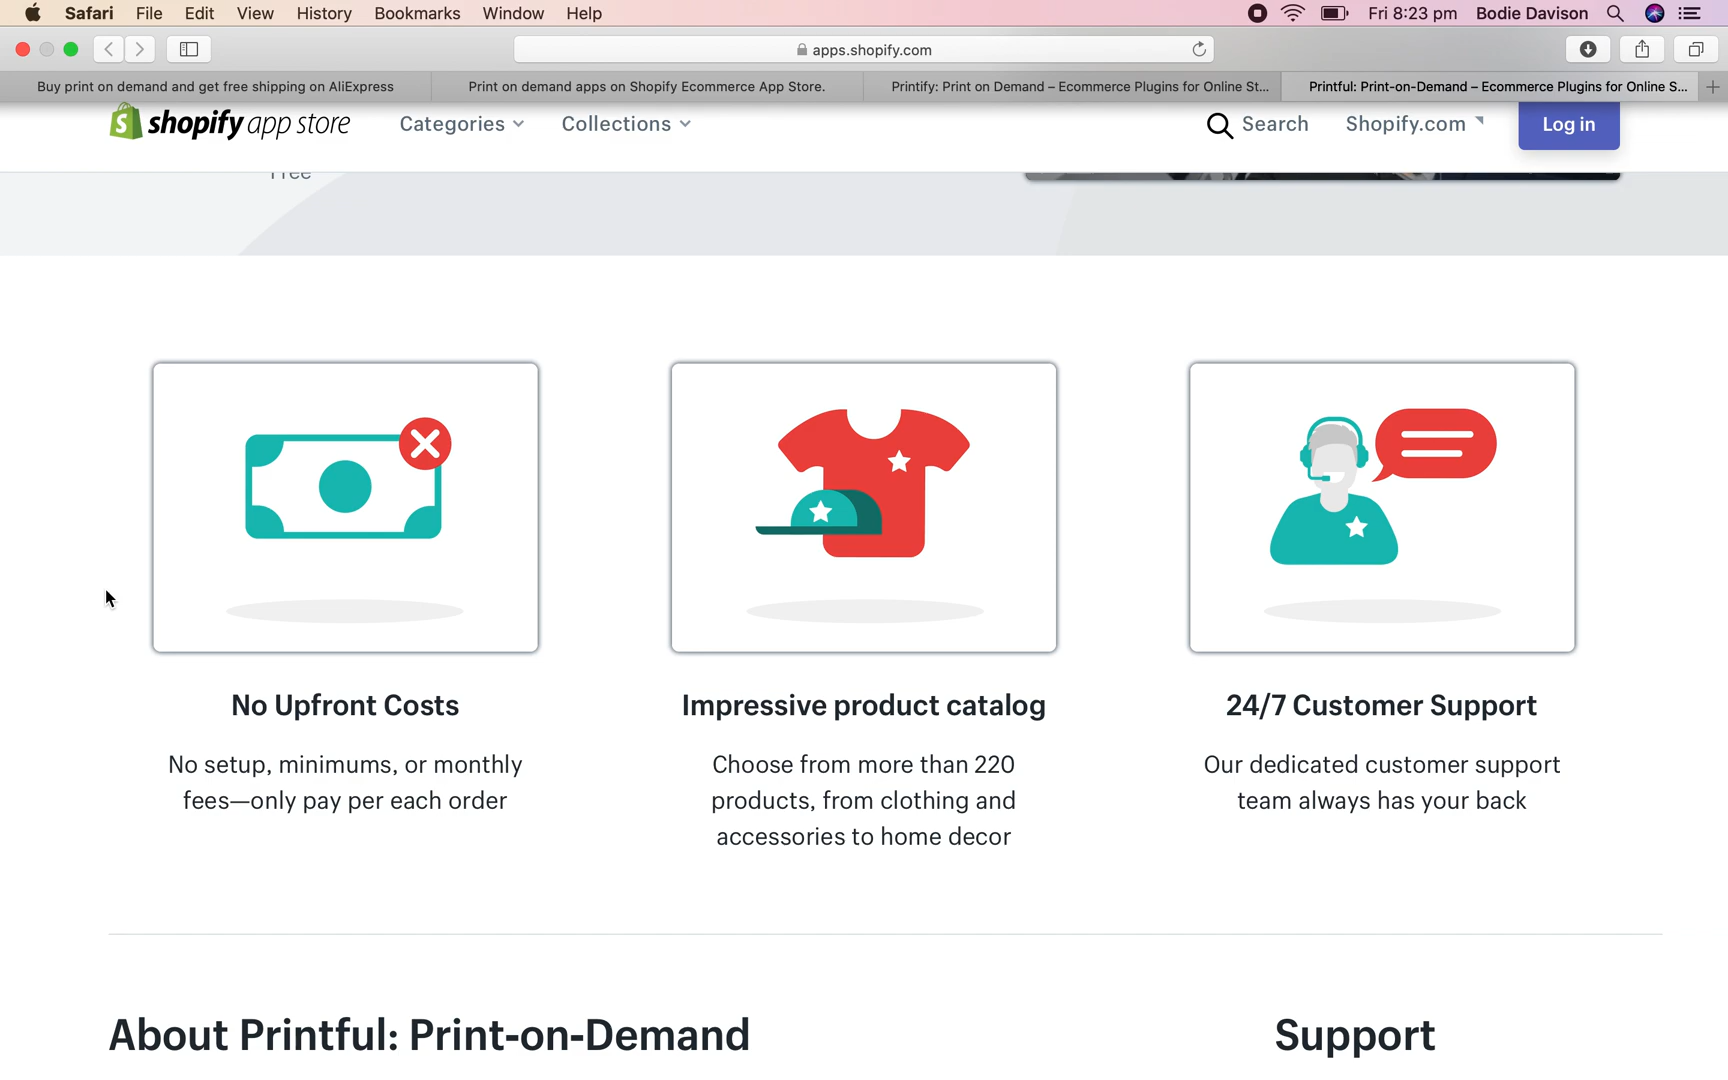 Safari File Edit View History Bookmarks Window Help Fri 8:23 pm Bodie Davison
apps.shopify.com
Buy print on demand and get free shipping on AliExpress
Print on demand apps on Shopify Ecommerce App Store.
Printify: Print on Demand – Ecommerce Plugins for Online St...
Printful: Print-on-Demand – Ecommerce Plugins for Online S...
shopify app store Categories Collections Search Shopify.com Log in
Free
No Upfront Costs
No setup, minimums, or monthly
fees—only pay per each order
Impressive product catalog
Choose from more than 220
products, from clothing and
accessories to home decor
24/7 Customer Support
Our dedicated customer support
team always has your back
About Printful: Print-on-Demand
Support